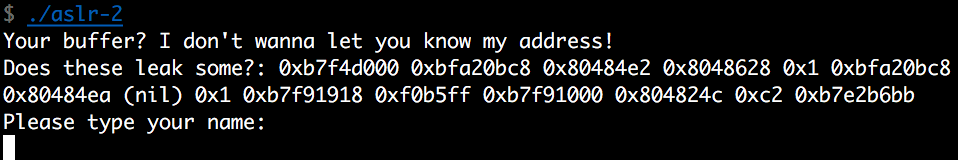 $ ./aslr-2
Your buffer? I don't wanna let you know my address!
Does these leak some?: 0xb7f4d000 0xbfa20bc8 0x80484e2 0x8048628 0x1 0xbfa20bc8
0x80484ea (nil) 0x1 0xb7f91918 0xf0b5ff 0xb7f91000 0x804824c 0xc2 0xb7e2b6bb
Please type your name: